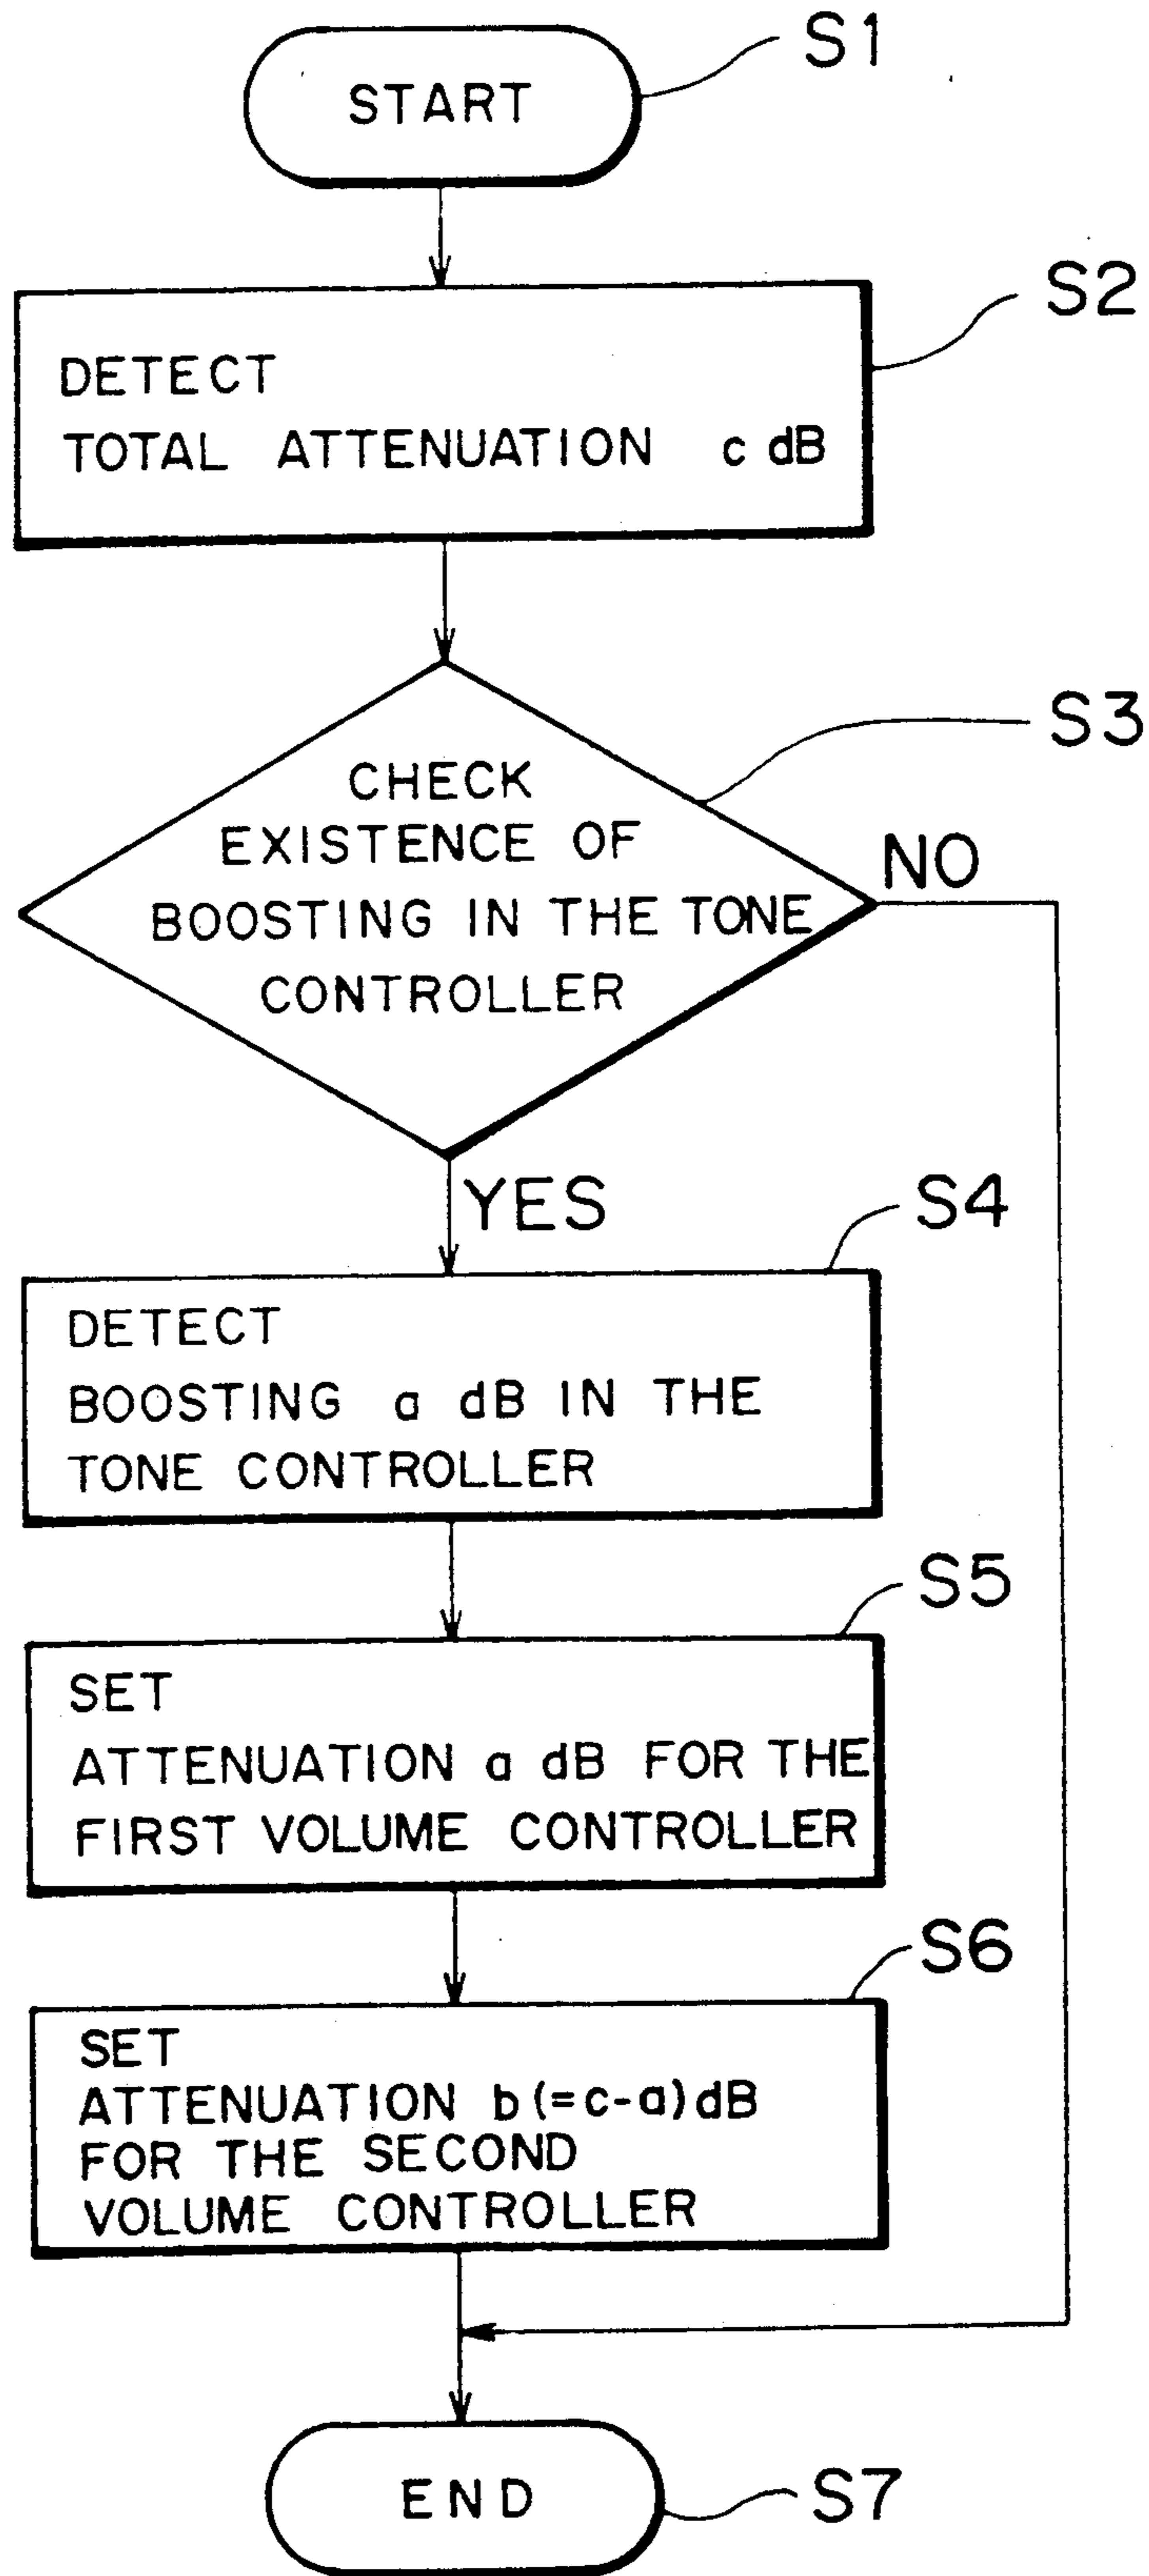 START
S1
DETECT
TOTAL ATTENUATION c dB
S2
CHECK
EXISTENCE OF
BOOSTING IN THE TONE
CONTROLLER
S3
NO
YES
DETECT
BOOSTING a dB IN THE
TONE CONTROLLER
S4
SET
ATTENUATION a dB FOR THE
FIRST VOLUME CONTROLLER
S5
SET
ATTENUATION b(=c-a)dB
FOR THE SECOND
VOLUME CONTROLLER
S6
END
S7